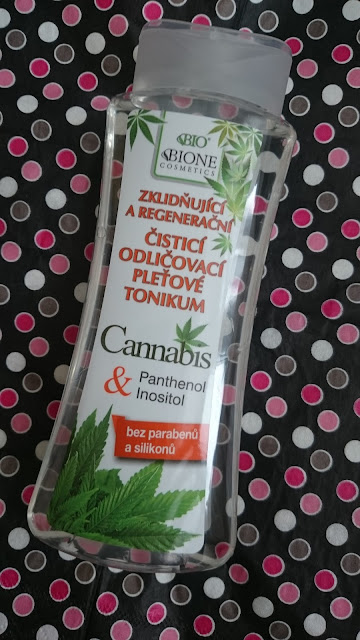 BIO®
BIONE
COSMETICS
ZKLIDŇUJÍCÍ
A REGENERAČNÍ
ČISTICÍ
ODLIČOVACÍ
PLEŤOVÉ
TONIKUM
Cannabis
& Panthenol
Inositol
bez parabenů
a silikonů